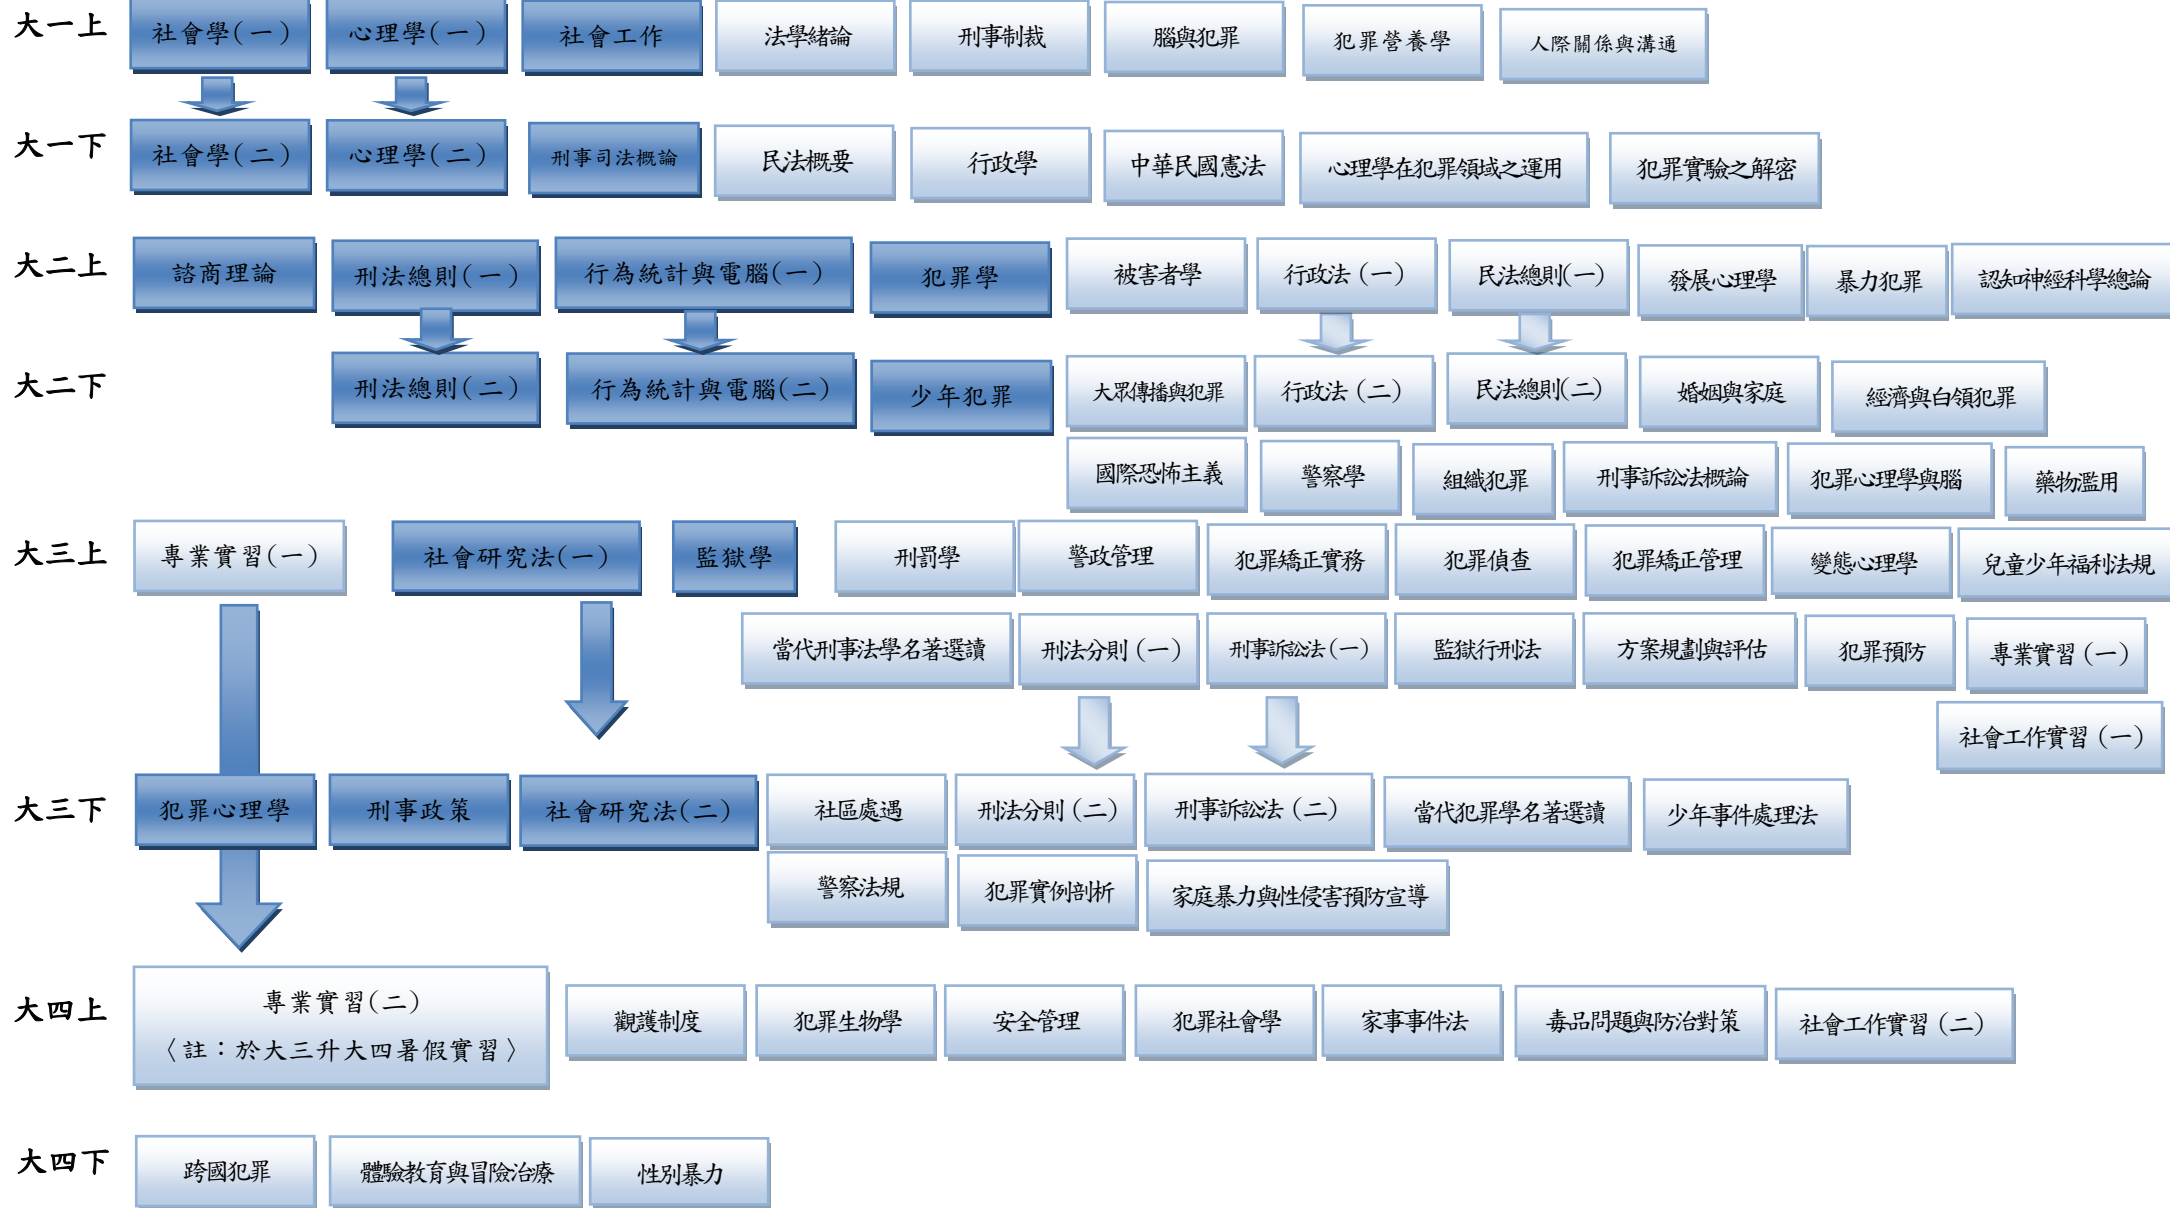 大一上 社會學(一) 心理學(一) 社會工作 法學緒論 刑事制裁 腦與犯罪 犯罪營養學 人際關係與溝通
大一下 社會學(二) 心理學(二) 刑事司法概論 民法概要 行政學 中華民國憲法 心理學在犯罪領域之運用 犯罪實驗之解密
大二上 諮商理論 刑法總則(一) 行為統計與電腦(一) 犯罪學 被害者學 行政法(一) 民法總則(一) 發展心理學 暴力犯罪 認知神經科學總論
大二下 刑法總則(二) 行為統計與電腦(二) 少年犯罪 大眾傳播與犯罪 行政法(二) 民法總則(二) 婚姻與家庭 經濟與白領犯罪
國際恐怖主義 警察學 組織犯罪 刑事訴訟法概論 犯罪心理學與腦 藥物濫用
大三上 專業實習(一) 社會研究法(一) 監獄學 刑罰學 警政管理 犯罪矯正實務 犯罪偵查 犯罪矯正管理 變態心理學 兒童少年福利法規
當代刑事法學名著選讀 刑法分則(一) 刑事訴訟法(一) 監獄行刑法 方案規劃與評估 犯罪預防 專業實習(一)
社會工作實習(一)
大三下 犯罪心理學 刑事政策 社會研究法(二) 社區處遇 刑法分則(二) 刑事訴訟法(二) 當代犯罪學名著選讀 少年事件處理法
警察法規 犯罪實例剖析 家庭暴力與性侵害預防宣導
大四上 專業實習(二)
〈註：於大三升大四暑假實習〉
觀護制度 犯罪生物學 安全管理 犯罪社會學 家事事件法 毒品問題與防治對策 社會工作實習(二)
大四下 跨國犯罪 體驗教育與冒險治療 性別暴力